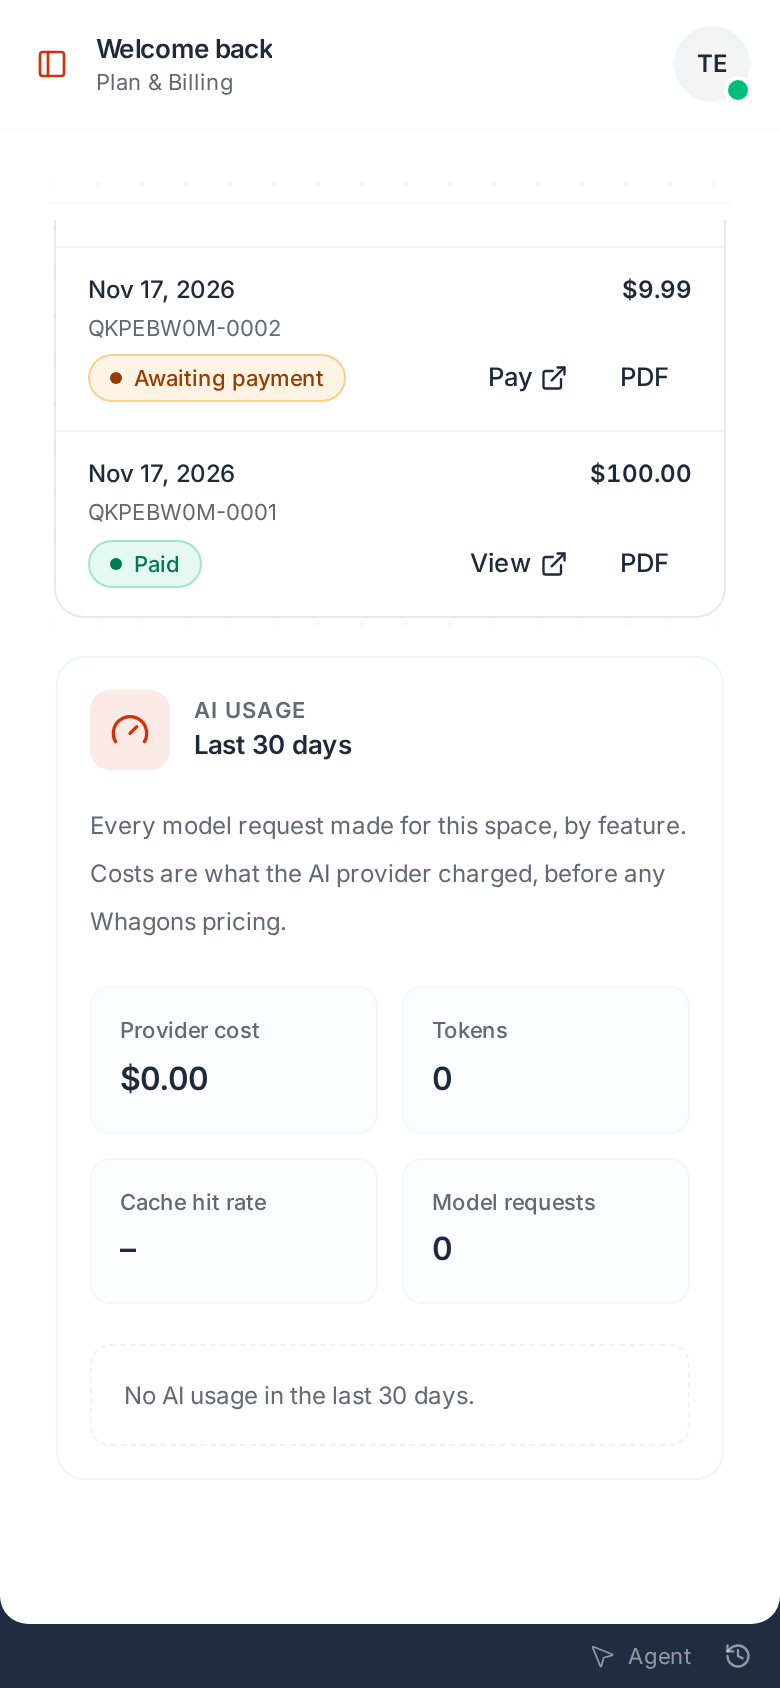 Welcome back
Plan & Billing
TE
Nov 17, 2026
$9.99
QKPEBW0M-0002
Awaiting payment
Pay
PDF
Nov 17, 2026
$100.00
QKPEBW0M-0001
Paid
View
PDF
AI USAGE
Last 30 days
Every model request made for this space, by feature.
Costs are what the AI provider charged, before any
Whagons pricing.
Provider cost
$0.00
Tokens
0
Cache hit rate
–
Model requests
0
No AI usage in the last 30 days.
Agent